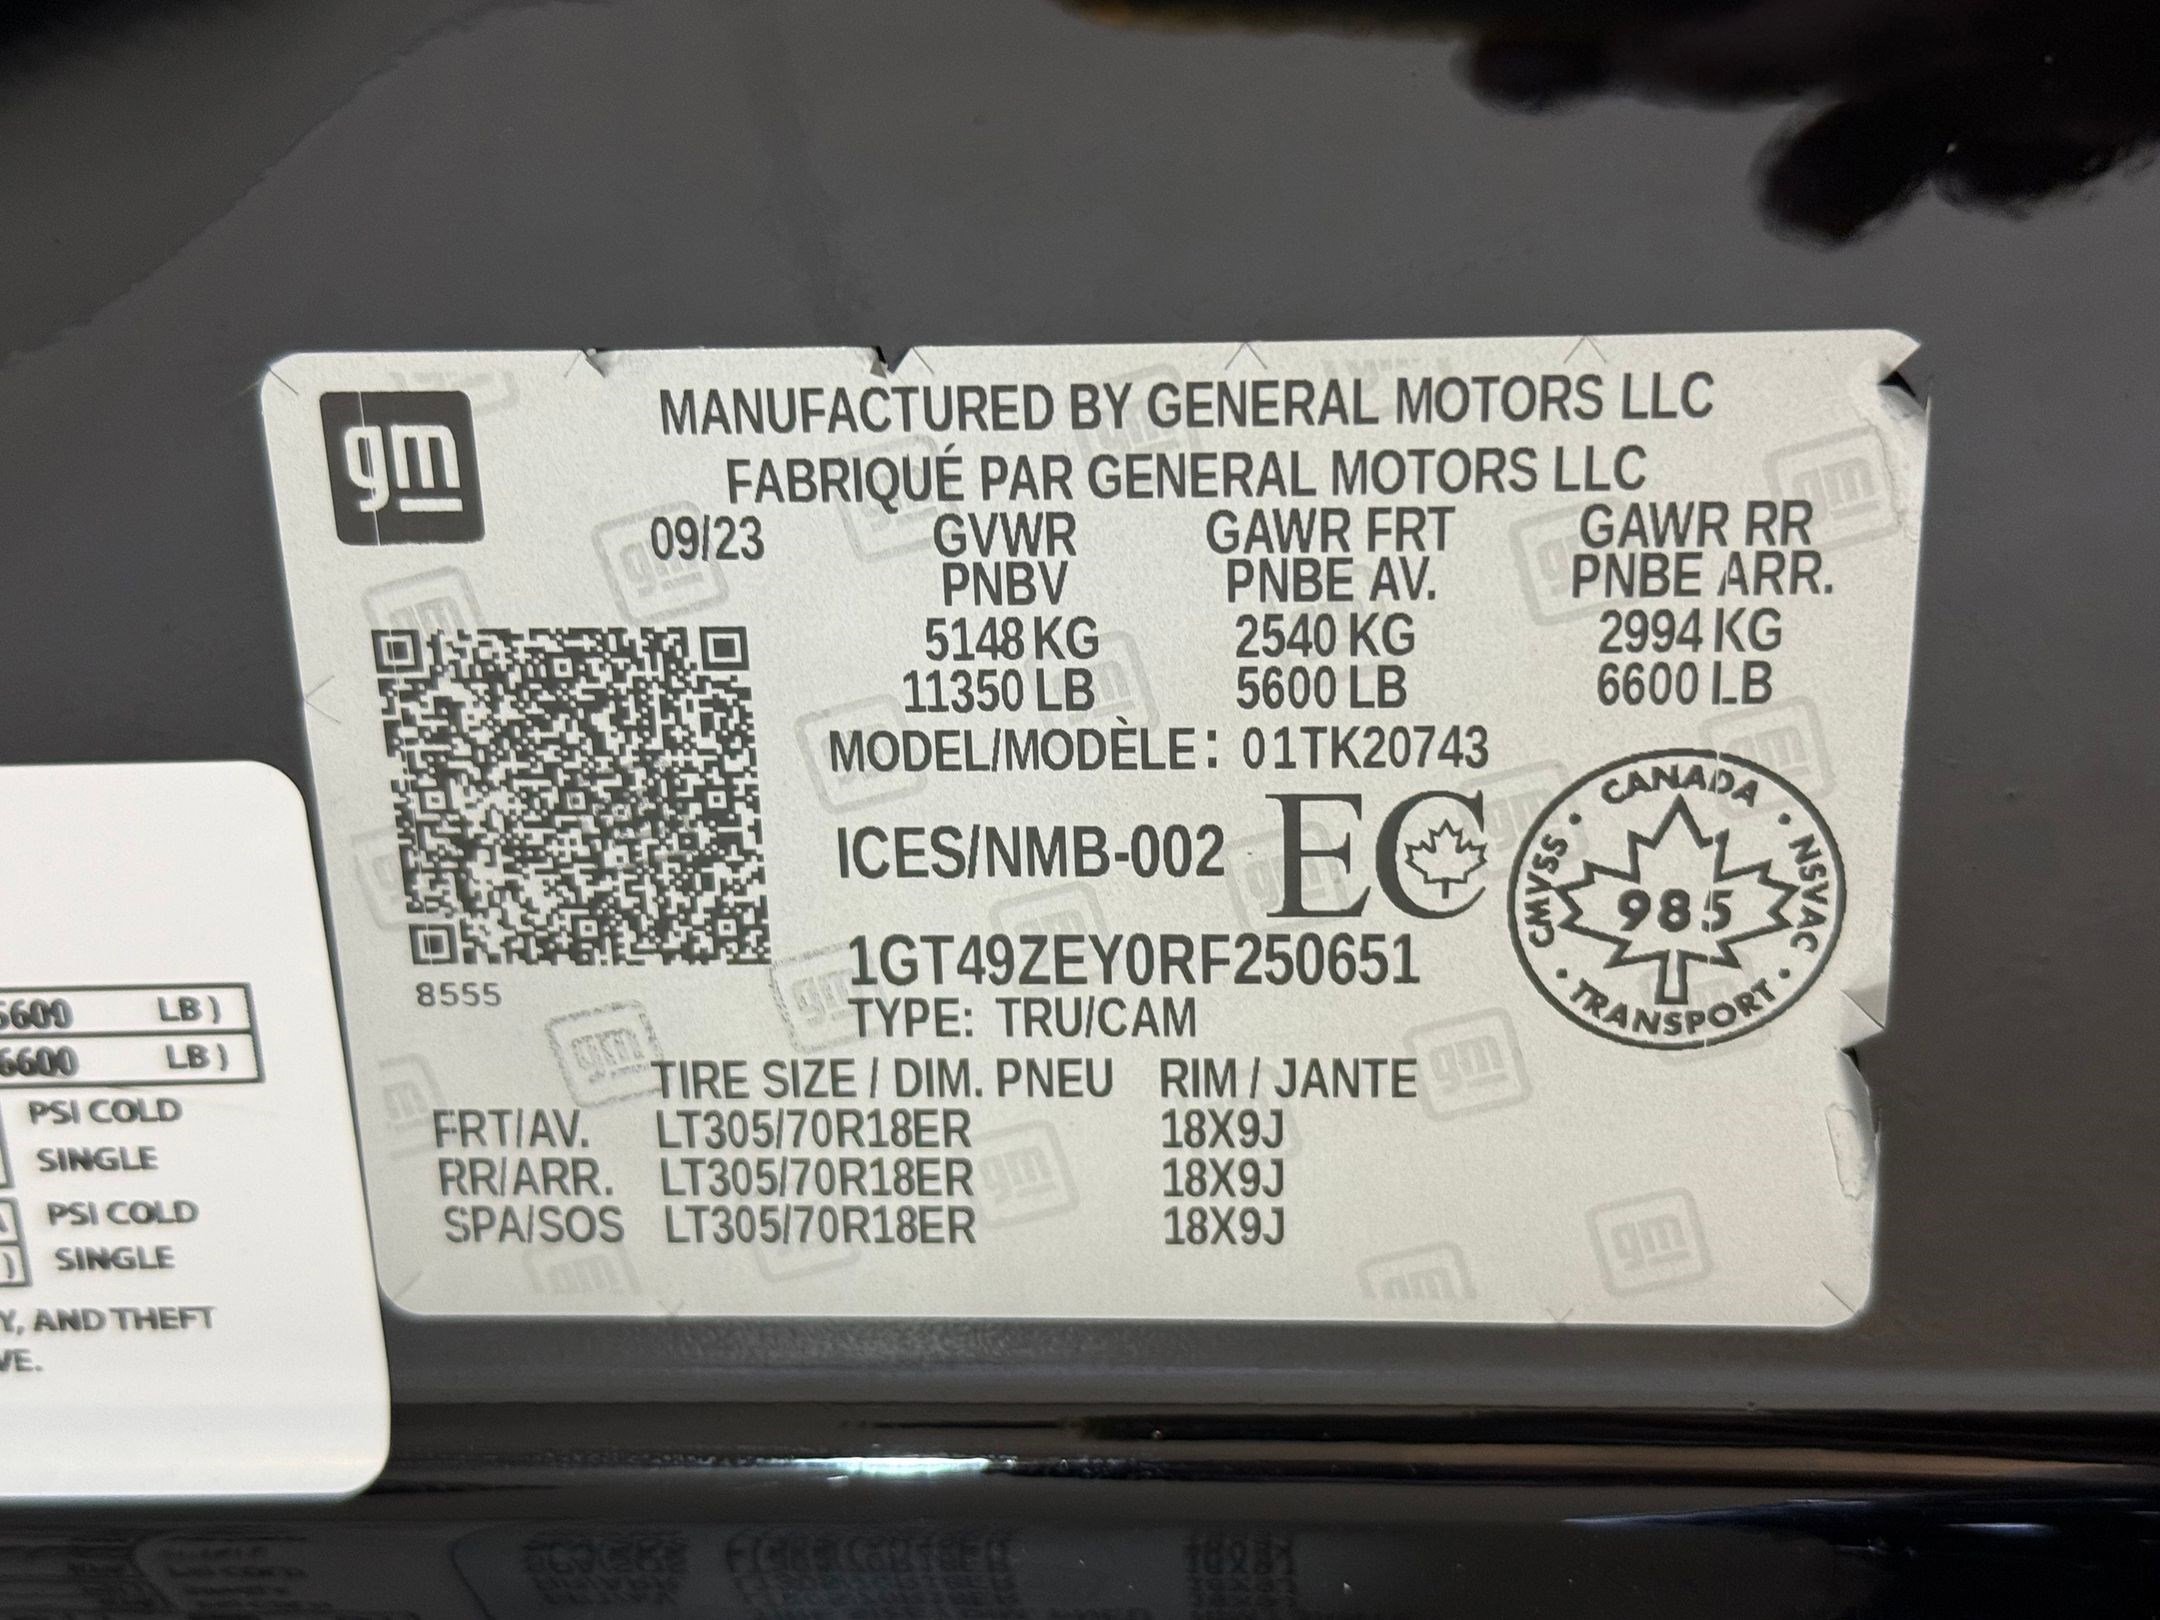 gm
MANUFACTURED BY GENERAL MOTORS LLC
FABRIQUÉ PAR GENERAL MOTORS LLC
09/23 GVWR GAWR FRT GAWR RR
PNBV PNBE AV. PNBE ARR.
5148 KG 2540 KG 2994 KG
11350 LB 5600 LB 6600 LB
MODEL/MODÈLE: 01TK20743
ICES/NMB-002 EC
CANADA
CMVSS · NSVAC
985
TRANSPORT
1GT49ZEY0RF250651
8555
TYPE: TRU/CAM
TIRE SIZE / DIM. PNEU RIM / JANTE
FRT/AV. LT305/70R18ER 18X9J
RR/ARR. LT305/70R18ER 18X9J
SPA/SOS LT305/70R18ER 18X9J
5600 LB)
6600 LB)
PSI COLD
SINGLE
PSI COLD
SINGLE
Y, AND THEFT
VE.